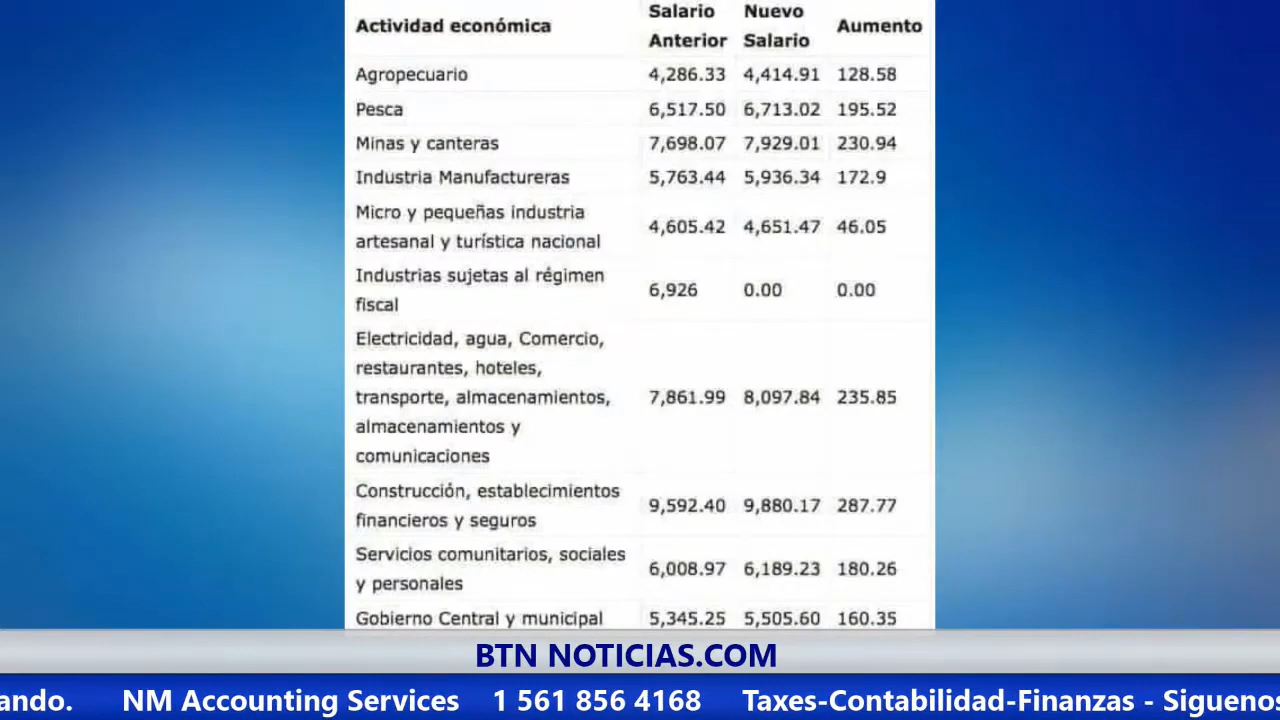 Actividad económica Salario Anterior Nuevo Salario Aumento
Agropecuario 4,286.33 4,414.91 128.58
Pesca 6,517.50 6,713.02 195.52
Minas y canteras 7,698.07 7,929.01 230.94
Industria Manufactureras 5,763.44 5,936.34 172.9
Micro y pequeñas industria
artesanal y turística nacional 4,605.42 4,651.47 46.05
Industrias sujetas al régimen
fiscal 6,926 0.00 0.00
Electricidad, agua, Comercio,
restaurantes, hoteles,
transporte, almacenamientos, 7,861.99 8,097.84 235.85
almacenamientos y
comunicaciones
Construcción, establecimientos
financieros y seguros 9,592.40 9,880.17 287.77
Servicios comunitarios, sociales
y personales 6,008.97 6,189.23 180.26
Gobierno Central y municipal 5,345.25 5,505.60 160.35
BTN NOTICIAS.COM
ando. NM Accounting Services 1 561 856 4168 Taxes-Contabilidad-Finanzas - Siguenos